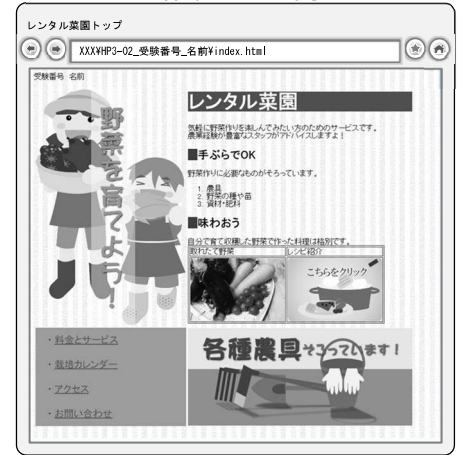 レンタル菜園トップ
XXX¥HP3-02_受験番号_名前¥index.html
受験番号 名前
野菜を育てよう！
レンタル菜園
気軽に野菜作りを楽しんでみたい方のためのサービスです。
農業経験が豊富なスタッフがアドバイスしますよ！
■手ぶらでOK
野菜作りに必要なものがそろっています。
1. 農具
2. 野菜の種や苗
3. 資材・肥料
■味わおう
自分で育て収穫した野菜で作った料理は格別です。
取れたて野菜
レシピ紹介
こちらをクリック
・料金とサービス
・栽培カレンダー
・アクセス
・お問い合わせ
各種農具そろっています！